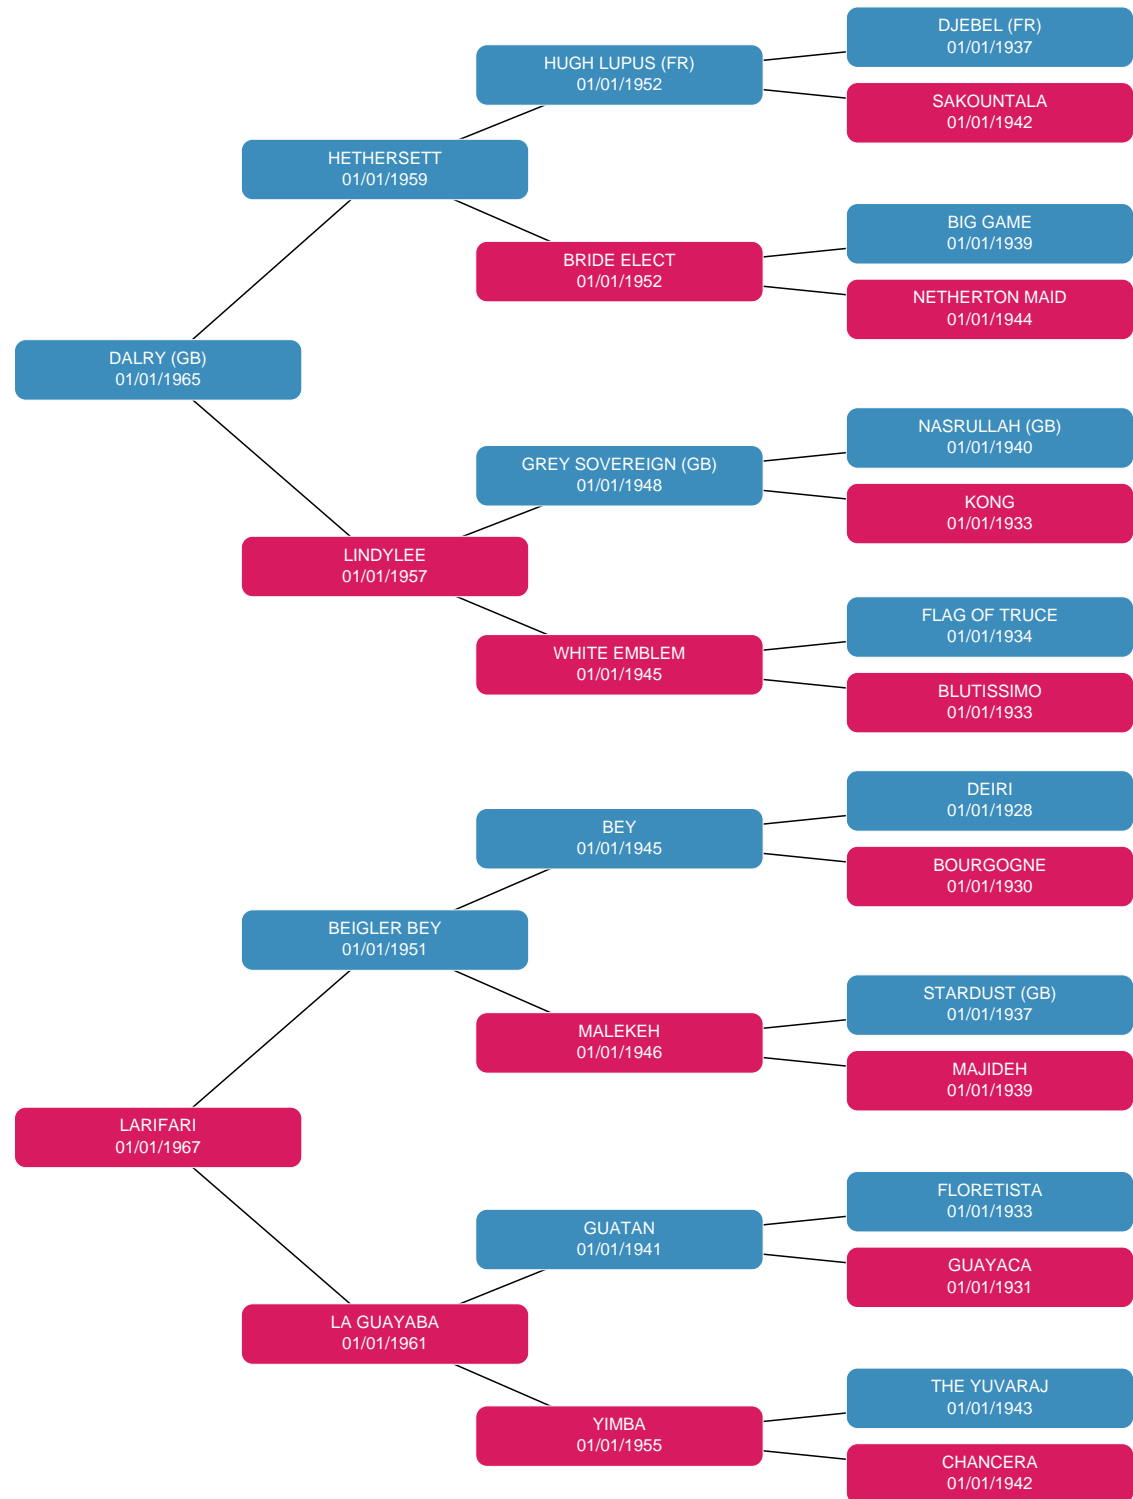 DJEBEL (FR)
01/01/1937
HUGH LUPUS (FR)
01/01/1952
SAKOUNTALA
01/01/1942
HETHERSETT
01/01/1959
BIG GAME
01/01/1939
BRIDE ELECT
01/01/1952
NETHERTON MAID
01/01/1944
DALRY (GB)
01/01/1965
NASRULLAH (GB)
01/01/1940
GREY SOVEREIGN (GB)
01/01/1948
KONG
01/01/1933
LINDYLEE
01/01/1957
FLAG OF TRUCE
01/01/1934
WHITE EMBLEM
01/01/1945
BLUTISSIMO
01/01/1933
DEIRI
01/01/1928
BEY
01/01/1945
BOURGOGNE
01/01/1930
BEIGLER BEY
01/01/1951
STARDUST (GB)
01/01/1937
MALEKEH
01/01/1946
MAJIDEH
01/01/1939
LARIFARI
01/01/1967
FLORETISTA
01/01/1933
GUATAN
01/01/1941
GUAYACA
01/01/1931
LA GUAYABA
01/01/1961
THE YUVARAJ
01/01/1943
YIMBA
01/01/1955
CHANCERA
01/01/1942